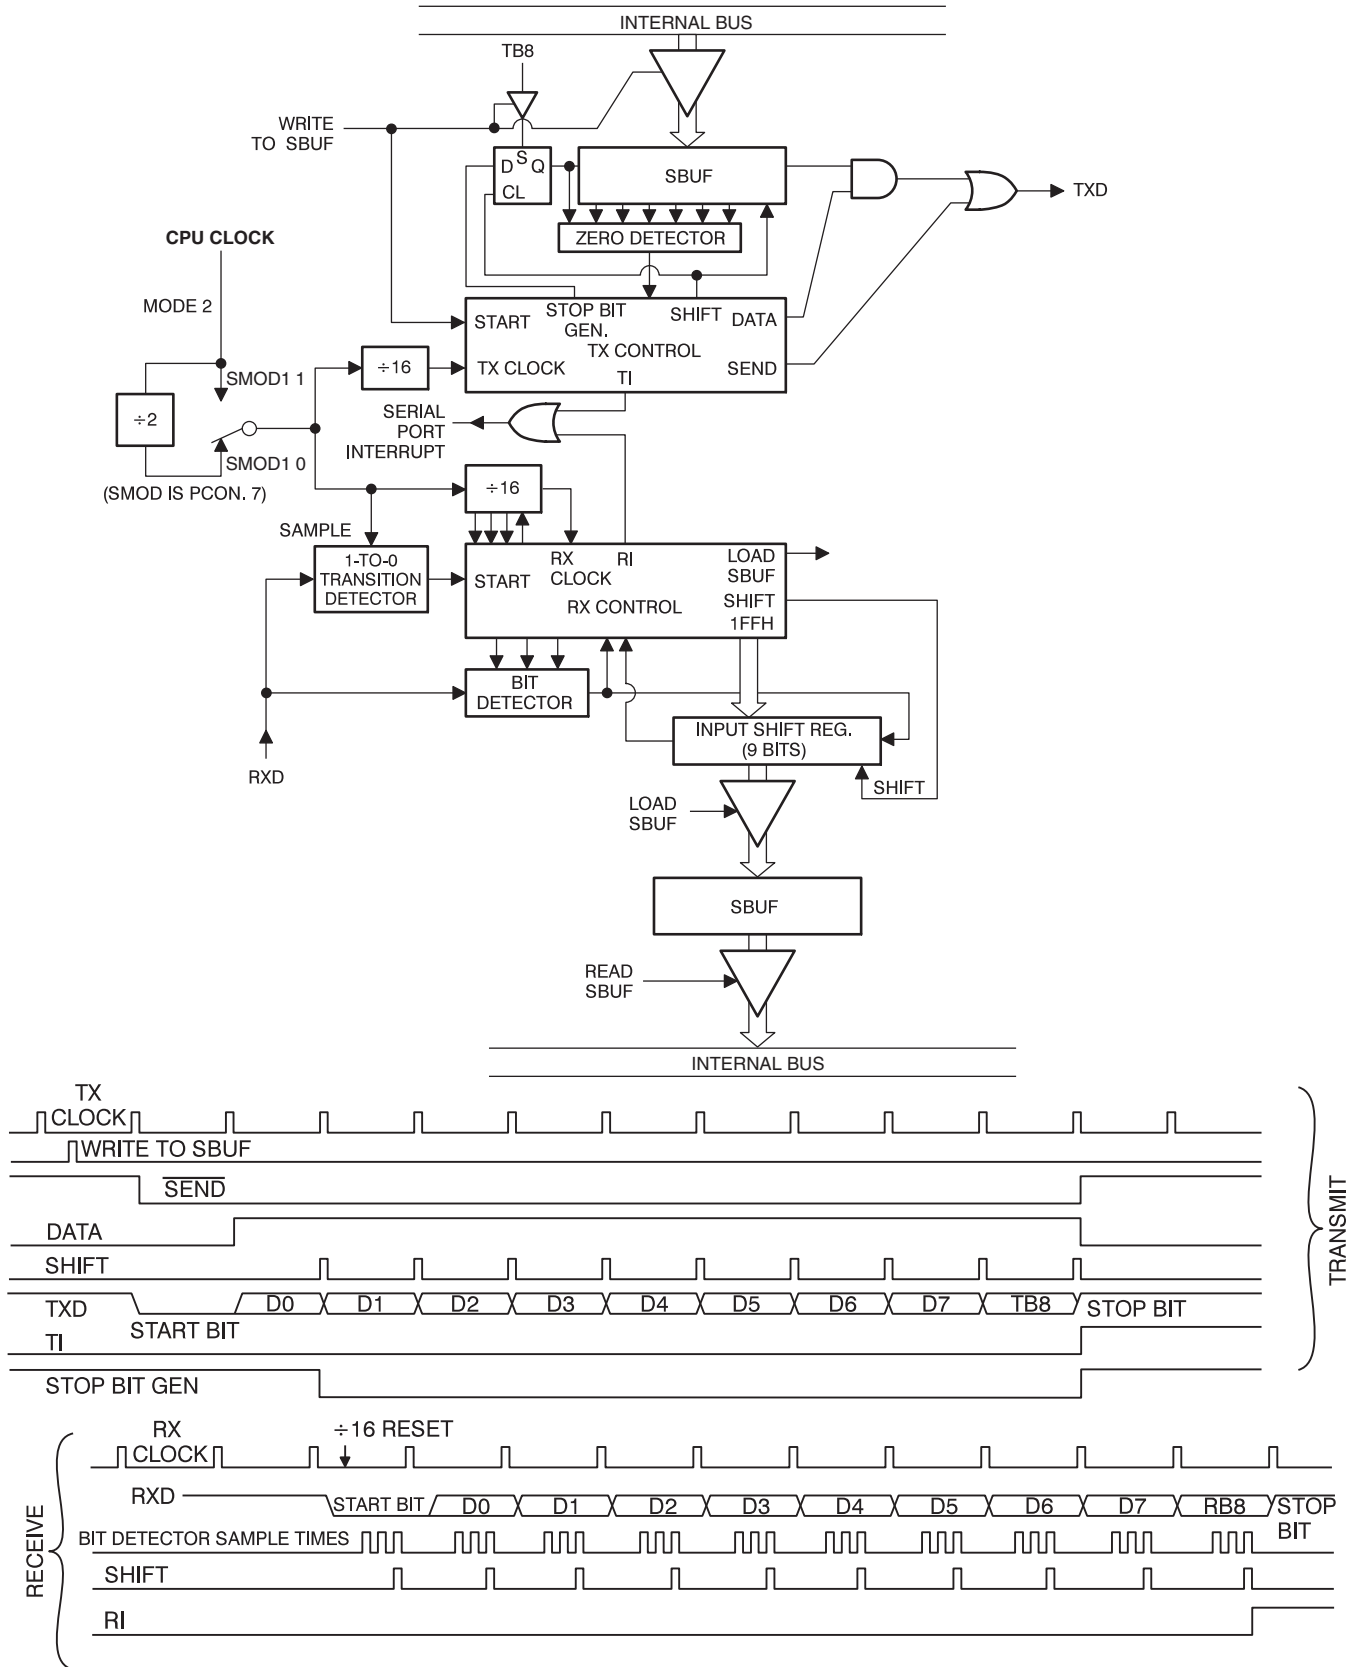 INTERNAL BUS
TB8
WRITE
TO SBUF
D S Q
CL
SBUF
TXD
ZERO DETECTOR
CPU CLOCK
MODE 2
START
STOP BIT
GEN.
SHIFT
DATA
TX CONTROL
÷16
TX CLOCK
SEND
TI
SMOD1 1
÷2
SERIAL
PORT
INTERRUPT
SMOD1 0
(SMOD IS PCON. 7)
÷16
SAMPLE
1-TO-0
TRANSITION
DETECTOR
START
RX
CLOCK
RI
LOAD
SBUF
RX CONTROL
SHIFT
1FFH
BIT
DETECTOR
INPUT SHIFT REG.
(9 BITS)
RXD
SHIFT
LOAD
SBUF
SBUF
READ
SBUF
INTERNAL BUS
TX
CLOCK
WRITE TO SBUF
SEND
DATA
SHIFT
TXD
D0 D1 D2 D3 D4 D5 D6 D7 TB8 STOP BIT
START BIT
TI
STOP BIT GEN
TRANSMIT
RX
CLOCK
÷16 RESET
RXD
START BIT D0 D1 D2 D3 D4 D5 D6 D7 RB8 STOP
BIT
BIT DETECTOR SAMPLE TIMES
SHIFT
RI
RECEIVE